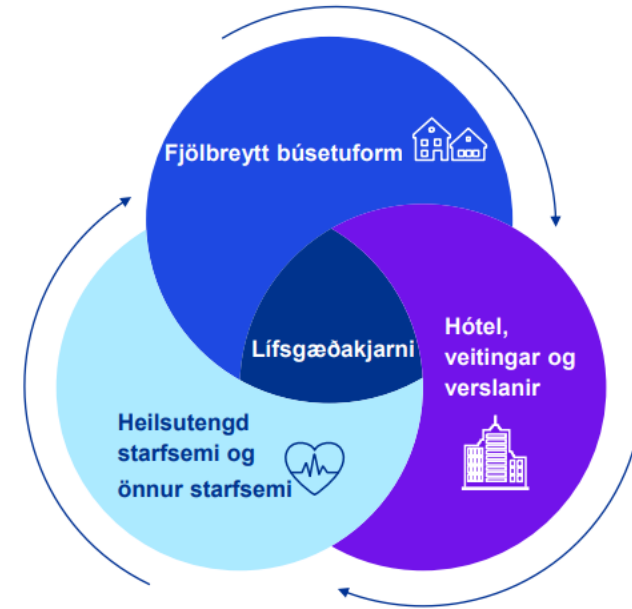 Fjölbreytt búsetuform
Lífsgæðakjarni
Hótel,
veitingar og
verslanir
Heilsutengd
starfsemi og
önnur starfsemi